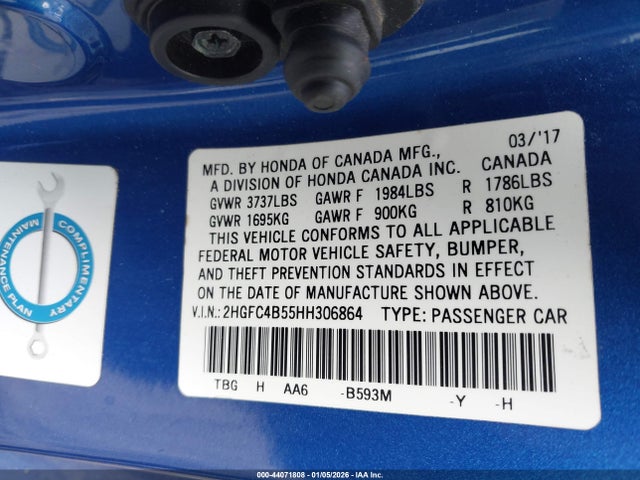 03/'17
MFD. BY HONDA OF CANADA MFG., CANADA
A DIVISION OF HONDA CANADA INC.
GVWR 3737LBS GAWR F 1984LBS R 1786LBS
GVWR 1695KG GAWR F 900KG R 810KG
THIS VEHICLE CONFORMS TO ALL APPLICABLE
FEDERAL MOTOR VEHICLE SAFETY, BUMPER,
AND THEFT PREVENTION STANDARDS IN EFFECT
ON THE DATE OF MANUFACTURE SHOWN ABOVE.
V.I.N.: 2HGFC4B55HH306864 TYPE: PASSENGER CAR
TBG H AA6 -B593M -Y -H
COMPLIMENTARY
MAINTENANCE PLAN
000-44071808 - 01/05/2026 - IAA Inc.